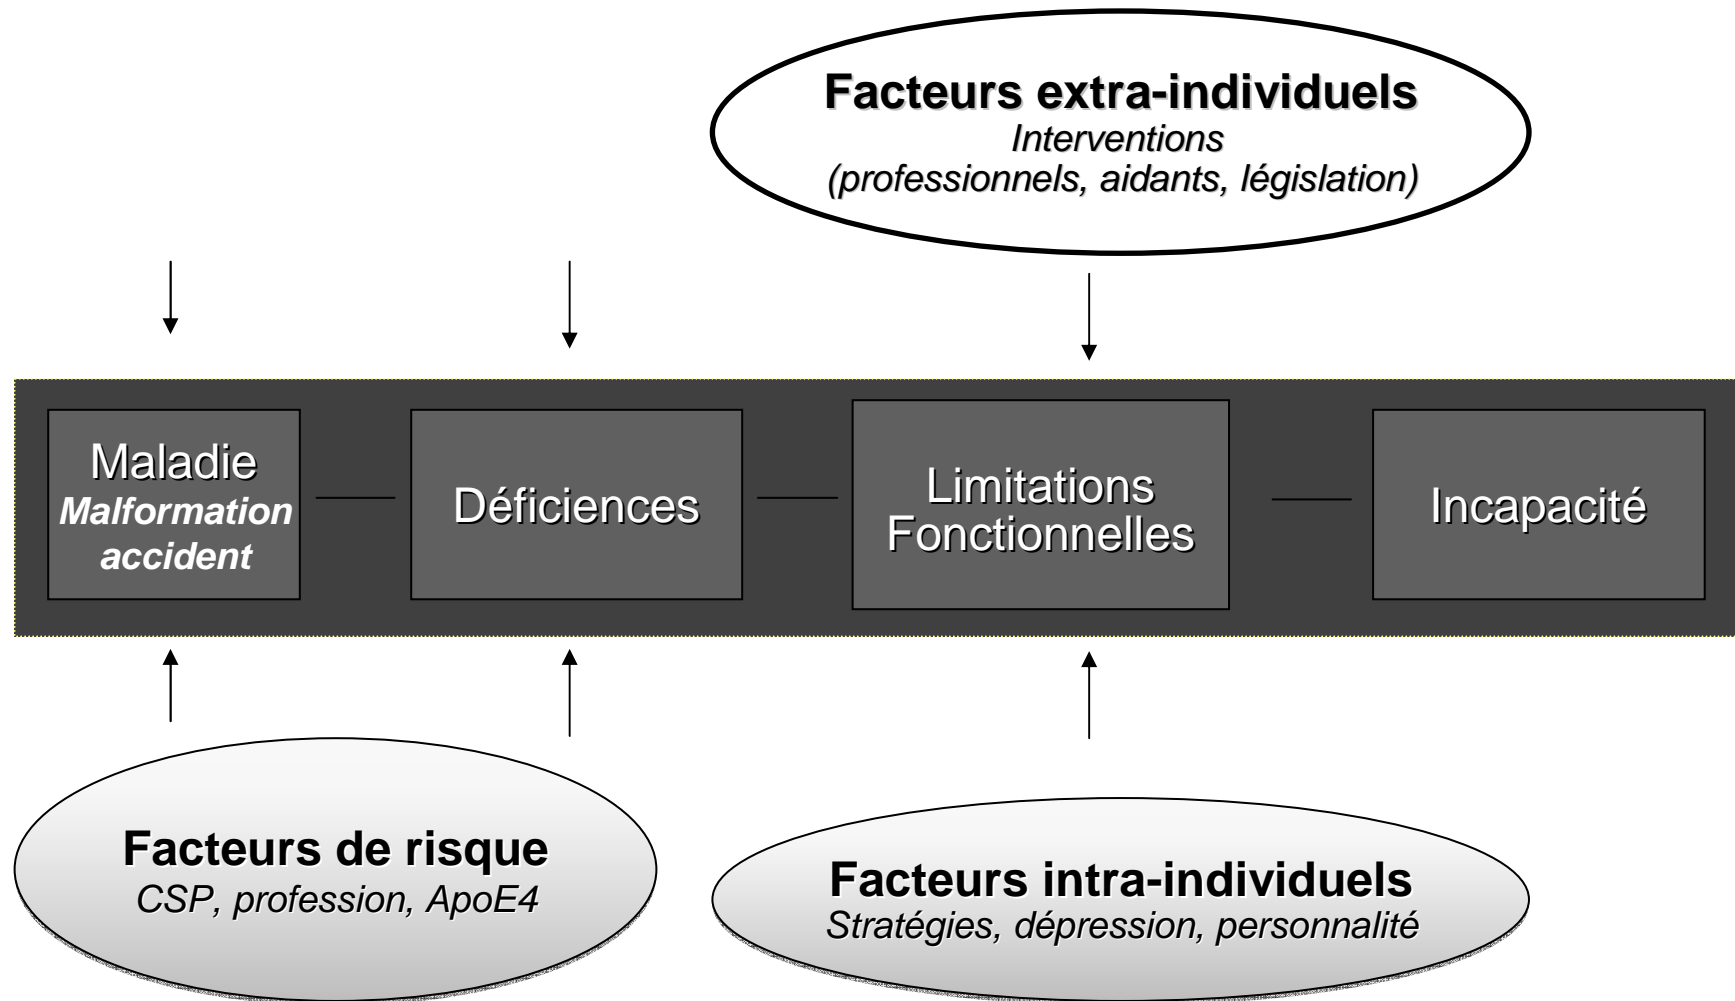 Facteurs extra-individuels
Interventions
(professionnels, aidants, législation)
Maladie
Malformation
accident
Déficiences
Limitations
Fonctionnelles
Incapacité
Facteurs de risque
CSP, profession, ApoE4
Facteurs intra-individuels
Stratégies, dépression, personnalité